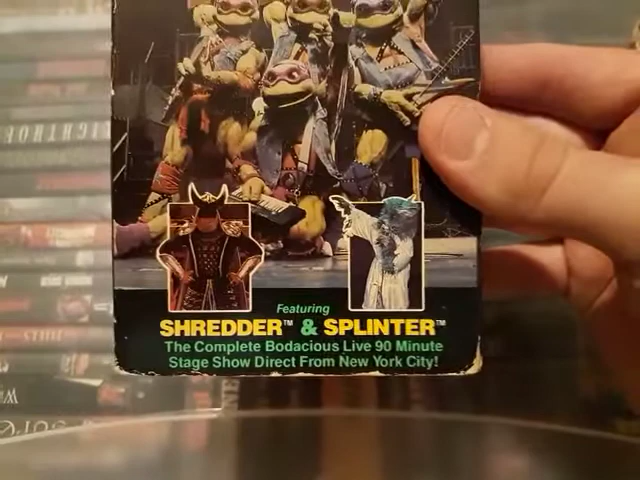 Featuring
SHREDDER™ & SPLINTER™
The Complete Bodacious Live 90 Minute
Stage Show Direct From New York City!